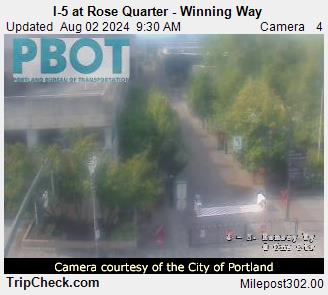 I-5 at Rose Quarter - Winning Way
Updated Aug 02 2024 9:30 AM Camera 4
PBOT
PORTLAND BUREAU OF TRANSPORTATION
Camera courtesy of the City of Portland
TripCheck.com Milepost302.00